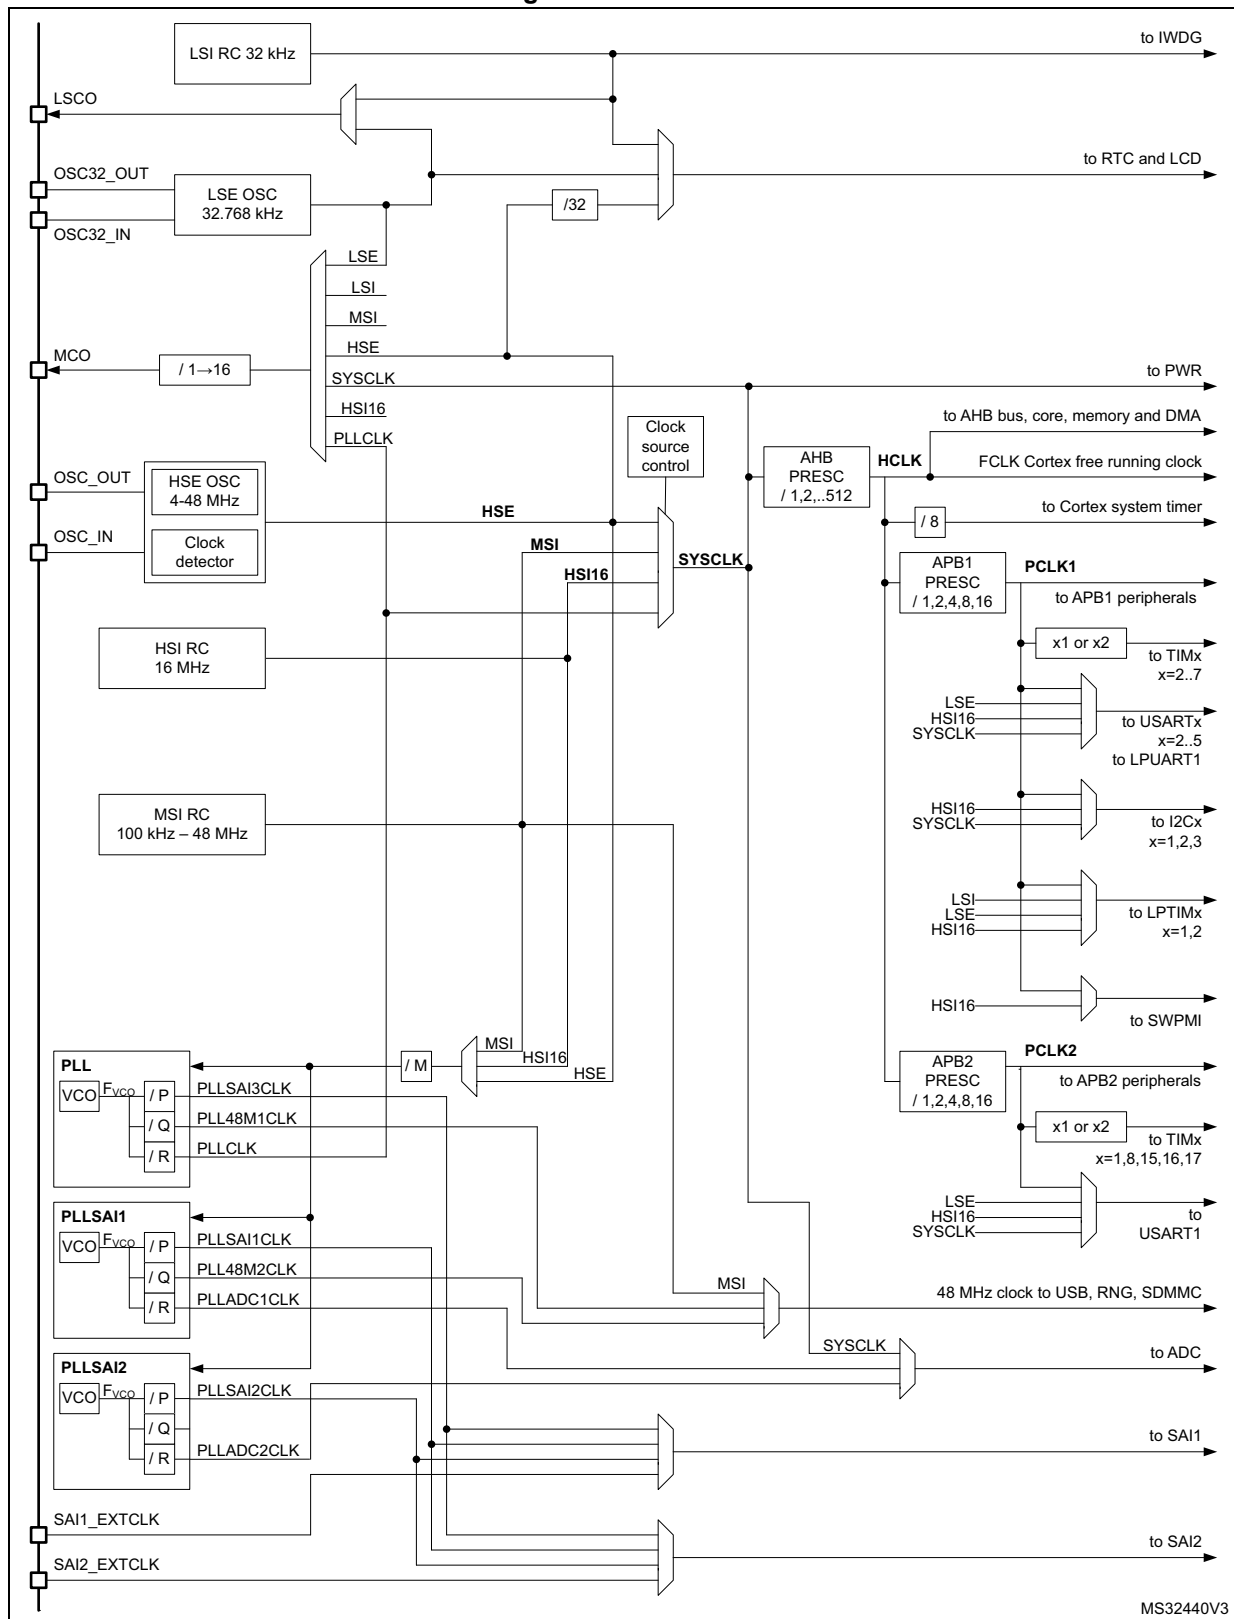 LSI RC 32 kHz
to IWDG
LSCO
OSC32_OUT
to RTC and LCD
LSE OSC
32.768 kHz
/32
OSC32_IN
LSE
LSI
MSI
HSE
MCO
/ 1→16
SYSCLK
to PWR
HSI16
to AHB bus, core, memory and DMA
PLLCLK
Clock
source
control
AHB
PRESC
/ 1,2,..512
HCLK
FCLK Cortex free running clock
OSC_OUT
HSE OSC
4-48 MHz
HSE
to Cortex system timer
/ 8
OSC_IN
Clock
detector
MSI
SYSCLK
HSI16
APB1
PRESC
/ 1,2,4,8,16
PCLK1
to APB1 peripherals
HSI RC
16 MHz
x1 or x2
to TIMx
x=2..7
LSE
HSI16
SYSCLK
to USARTx
x=2..5
to LPUART1
MSI RC
100 kHz – 48 MHz
HSI16
SYSCLK
to I2Cx
x=1,2,3
LSI
LSE
HSI16
to LPTIMx
x=1,2
HSI16
to SWPMI
MSI
HSI16
HSE
/ M
PLL
VCO
FVCO
/ P
PLLSAI3CLK
/ Q
PLL48M1CLK
/ R
PLLCLK
APB2
PRESC
/ 1,2,4,8,16
PCLK2
to APB2 peripherals
x1 or x2
to TIMx
x=1,8,15,16,17
LSE
HSI16
SYSCLK
to
USART1
PLLSAI1
VCO
FVCO
/ P
PLLSAI1CLK
/ Q
PLL48M2CLK
/ R
PLLADC1CLK
MSI
48 MHz clock to USB, RNG, SDMMC
SYSCLK
to ADC
PLLSAI2
VCO
FVCO
/ P
PLLSAI2CLK
/ Q
/ R
PLLADC2CLK
to SAI1
SAI1_EXTCLK
to SAI2
SAI2_EXTCLK
MS32440V3